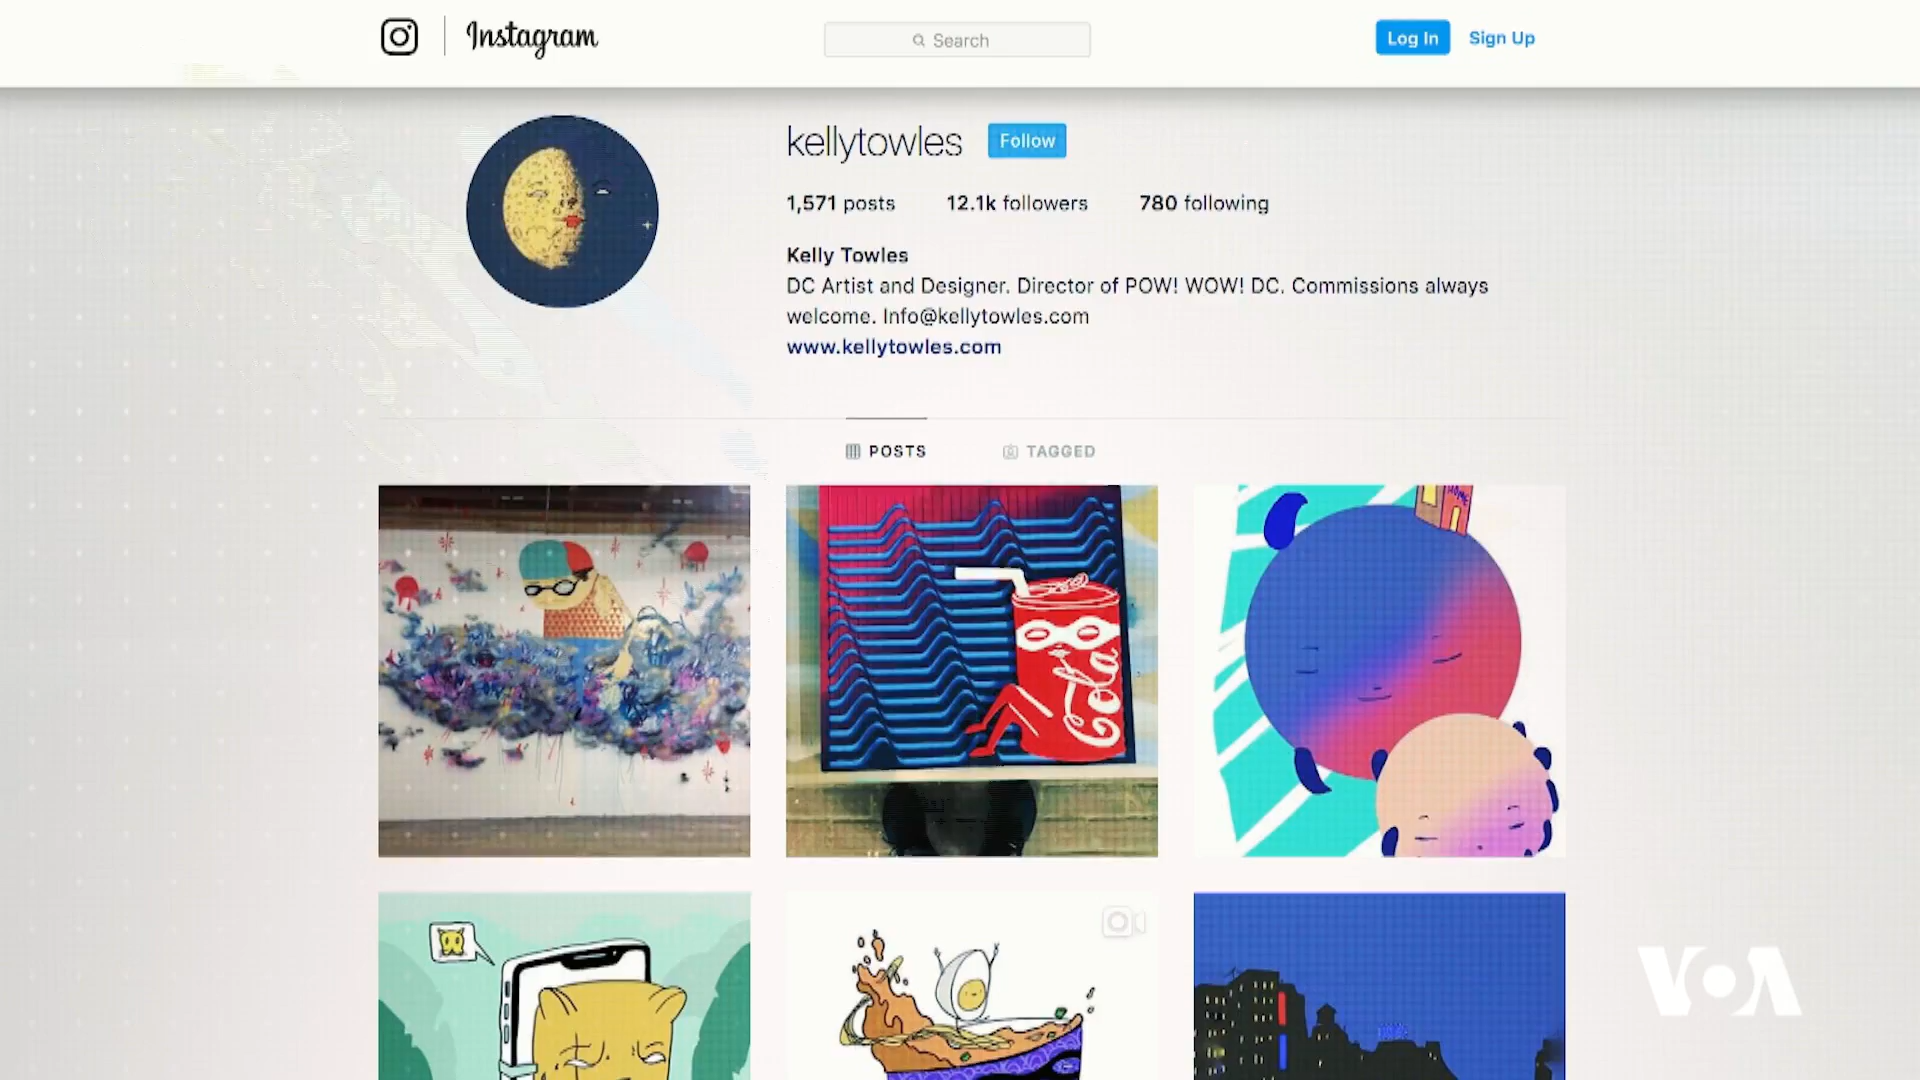 Instagram
Search
Log In
Sign Up
kellytowles
Follow
1,571 posts
12.1k followers
780 following
Kelly Towles
DC Artist and Designer. Director of POW! WOW! DC. Commissions always
welcome. Info@kellytowles.com
www.kellytowles.com
POSTS
TAGGED
HOME
Cola
VOA